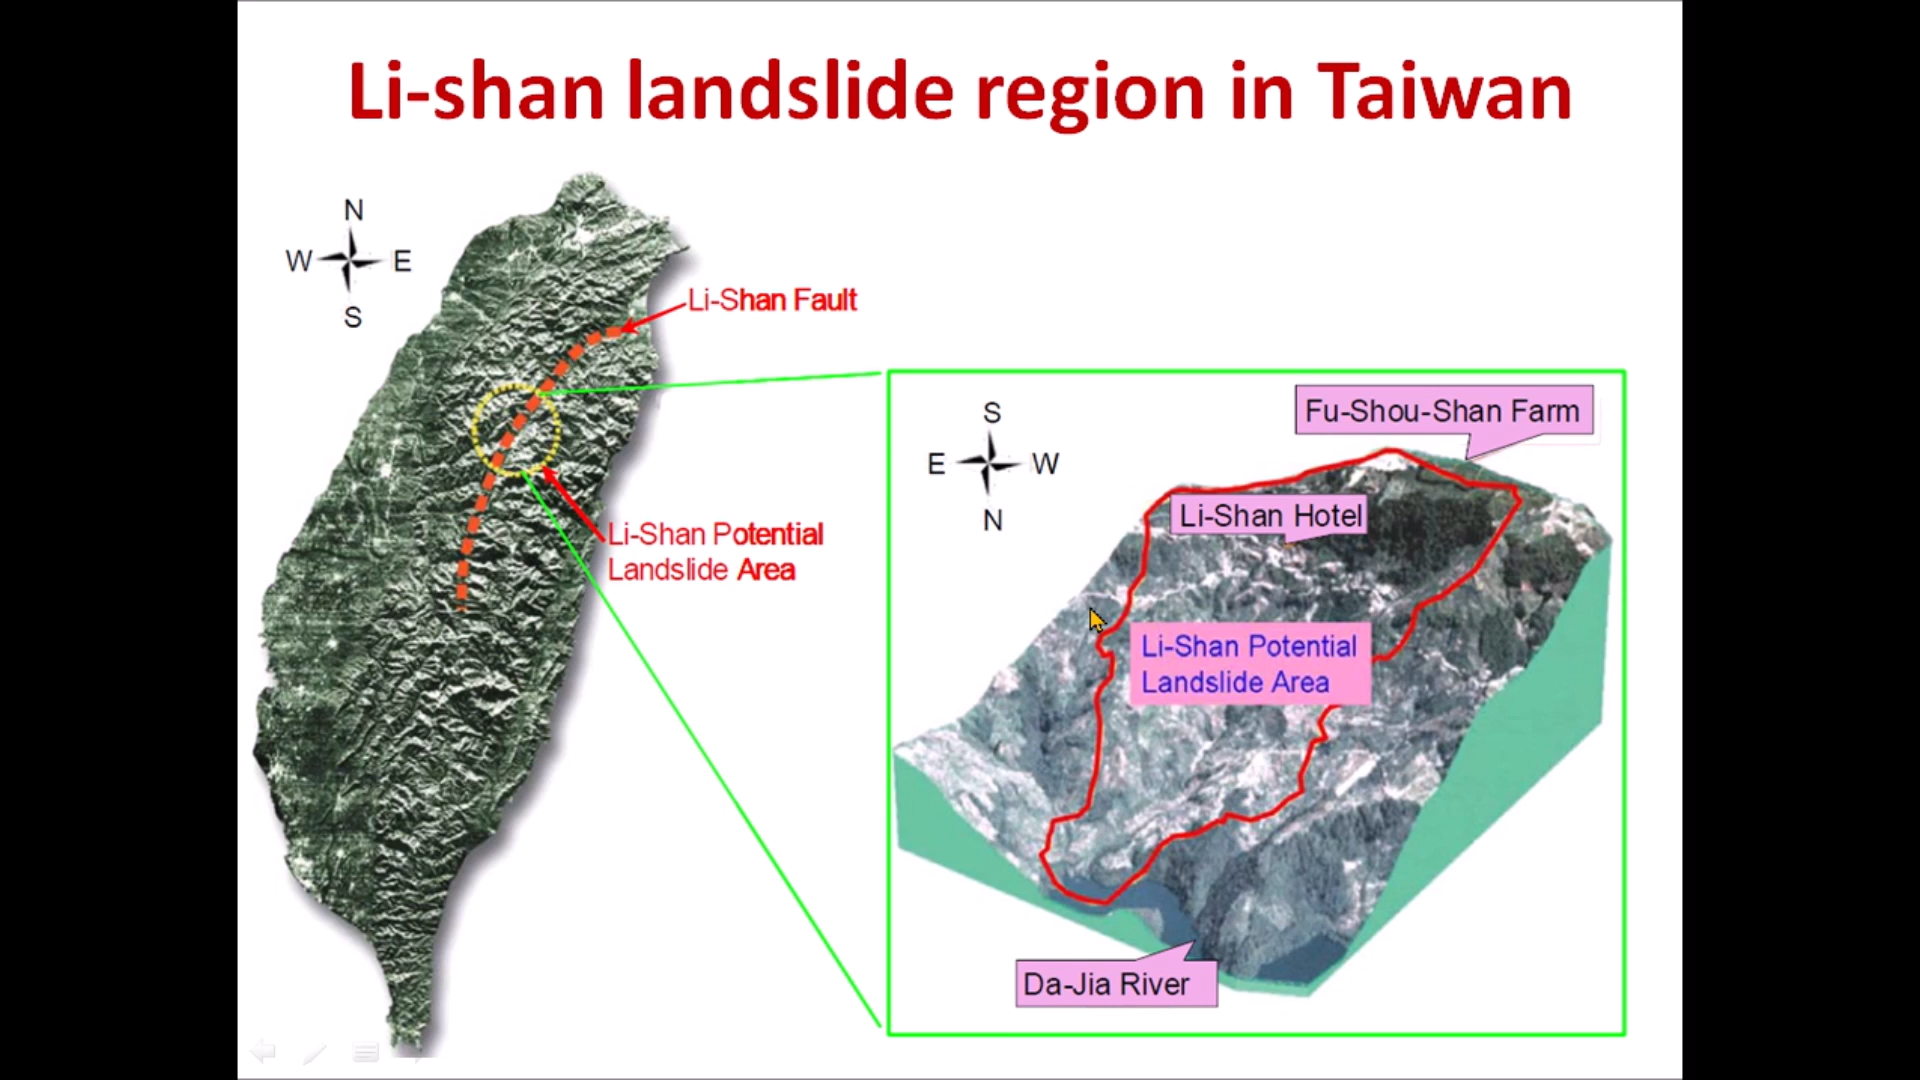 Li-shan landslide region in Taiwan
N
W E
S
Li-Shan Fault
Li-Shan Potential
Landslide Area
S
E W
N
Fu-Shou-Shan Farm
Li-Shan Hotel
Li-Shan Potential
Landslide Area
Da-Jia River